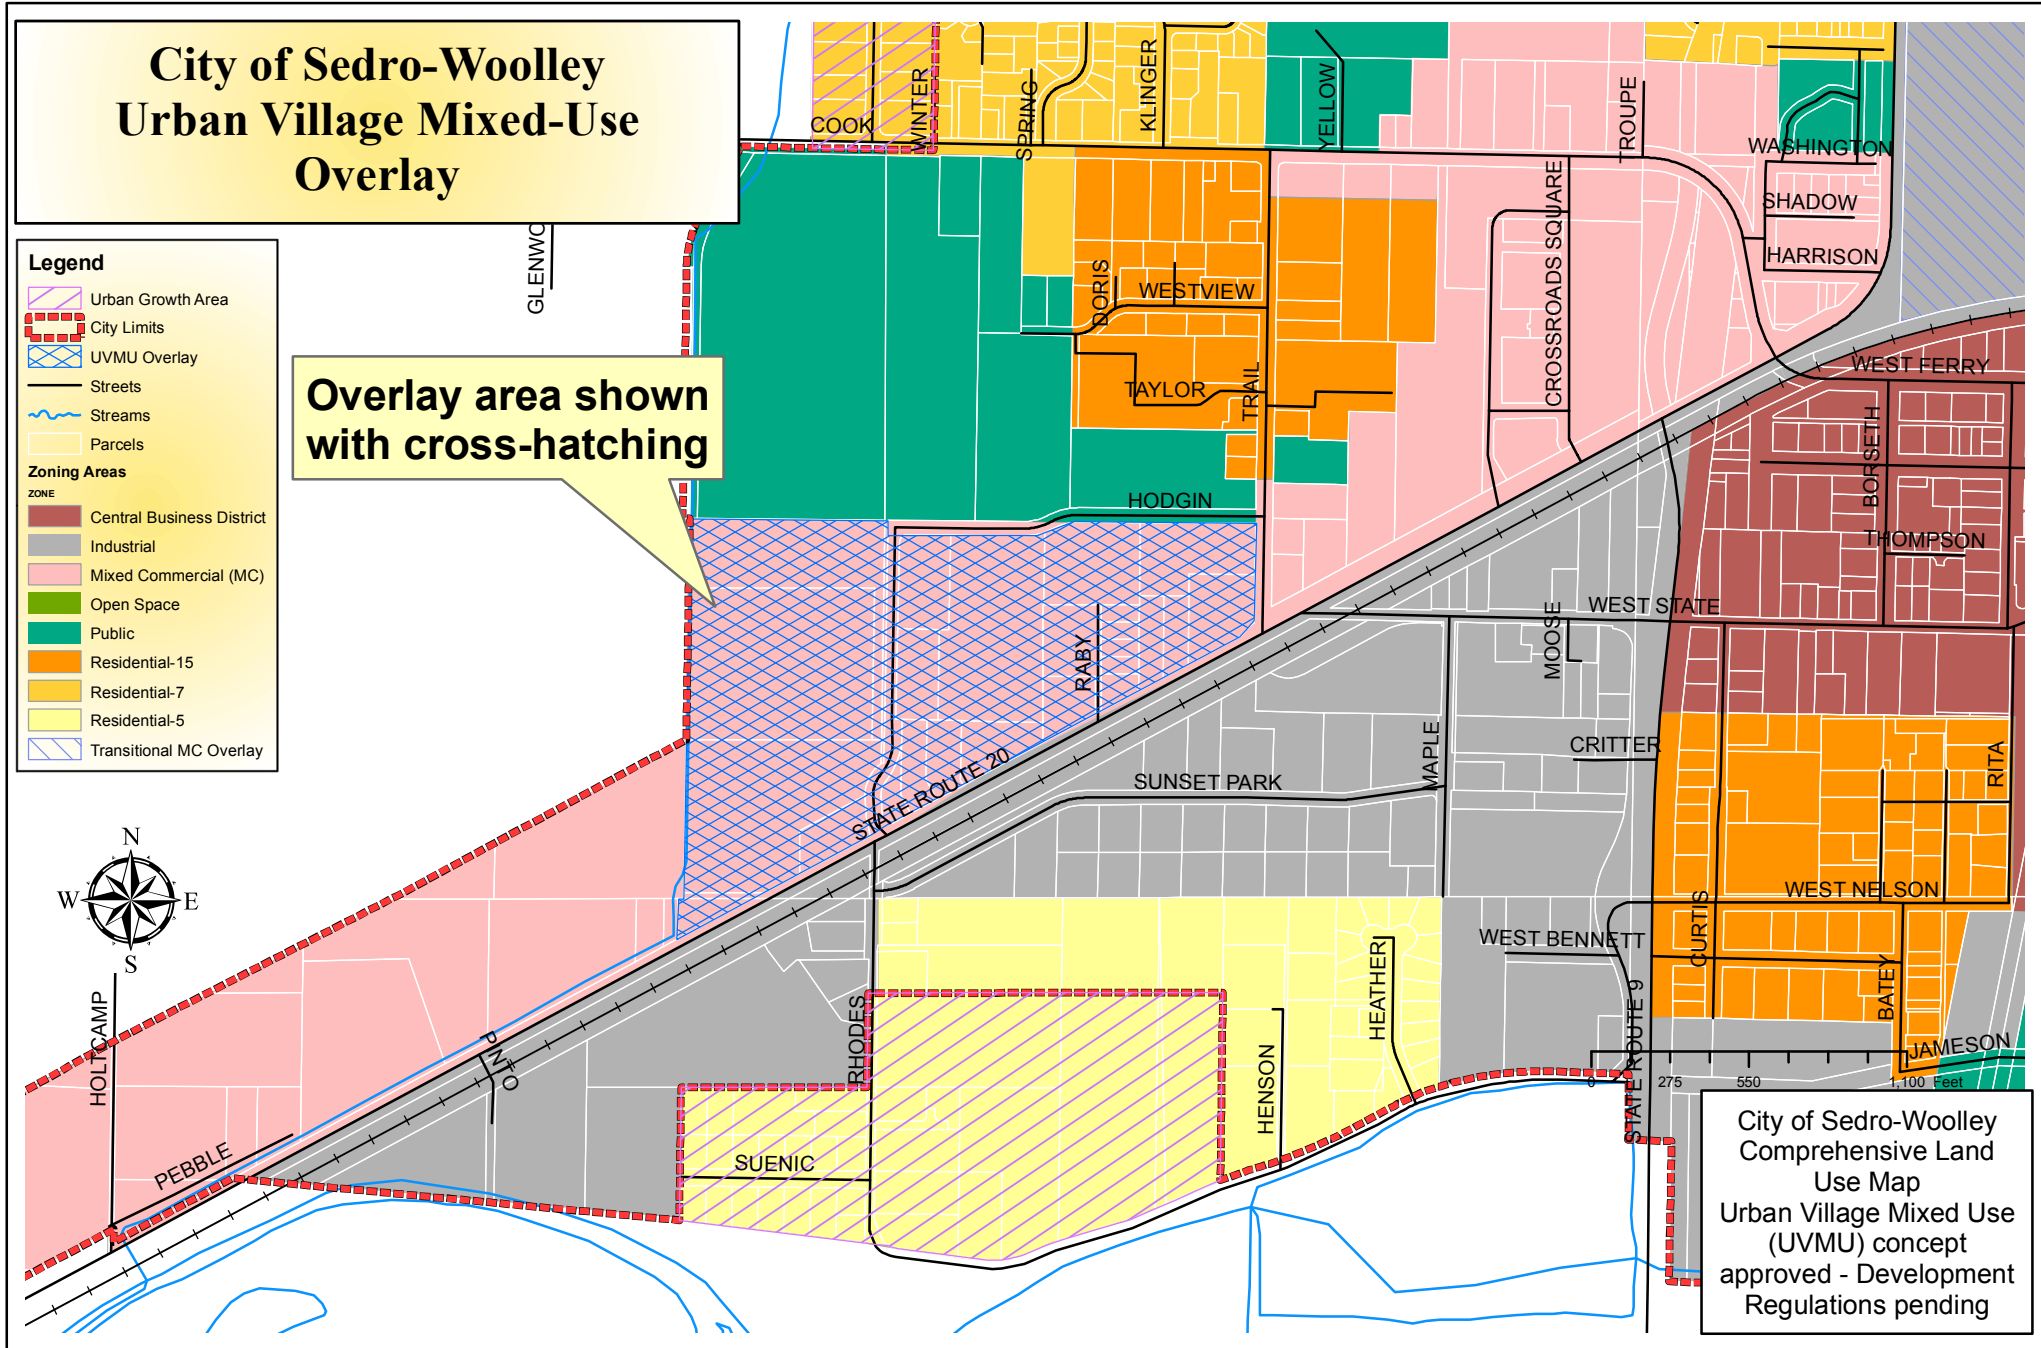 City of Sedro-Woolley
Urban Village Mixed-Use
Overlay
Legend
Urban Growth Area
City Limits
UVMU Overlay
Streets
Streams
Parcels
Zoning Areas
ZONE
Central Business District
Industrial
Mixed Commercial (MC)
Open Space
Public
Residential-15
Residential-7
Residential-5
Transitional MC Overlay
Overlay area shown
with cross-hatching
GLENWO
COOK
WINTER
SPRING
KLINGER
YELLOW
TROUPE
WASHINGTON
SHADOW
HARRISON
CROSSROADS SQUARE
DORIS
WESTVIEW
TAYLOR
TRAIL
WEST FERRY
BORSETH
THOMPSON
HODGIN
RABY
WEST STATE
MOOSE
CRITTER
MAPLE
RITA
STATE ROUTE 20
SUNSET PARK
WEST NELSON
CURTIS
WEST BENNETT
BATEY
HEATHER
HENSON
RHODES
STATE ROUTE 9
JAMESON
PINTO
HOLTCAMP
PEBBLE
SUENIC
N
W
E
S
0
275
550
1,100
Feet
City of Sedro-Woolley
Comprehensive Land
Use Map
Urban Village Mixed Use
(UVMU) concept
approved - Development
Regulations pending